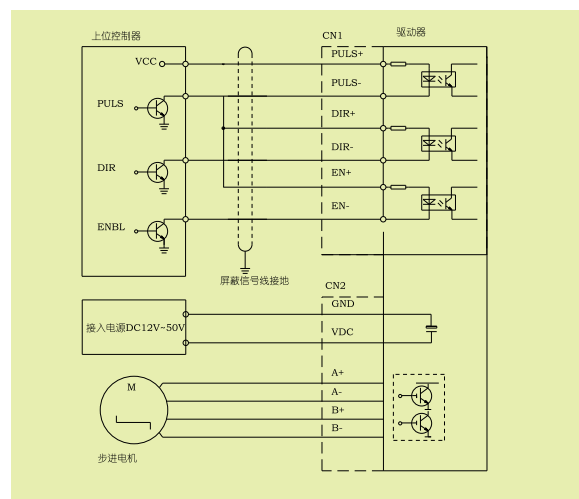 上位控制器
CN1
驱动器
VCC
PULS+
PULS-
PULS
DIR+
DIR-
DIR
EN+
EN-
ENBL
屏蔽信号线接地
CN2
GND
接入电源DC12V~50V
VDC
A+
M
A-
B+
B-
步进电机